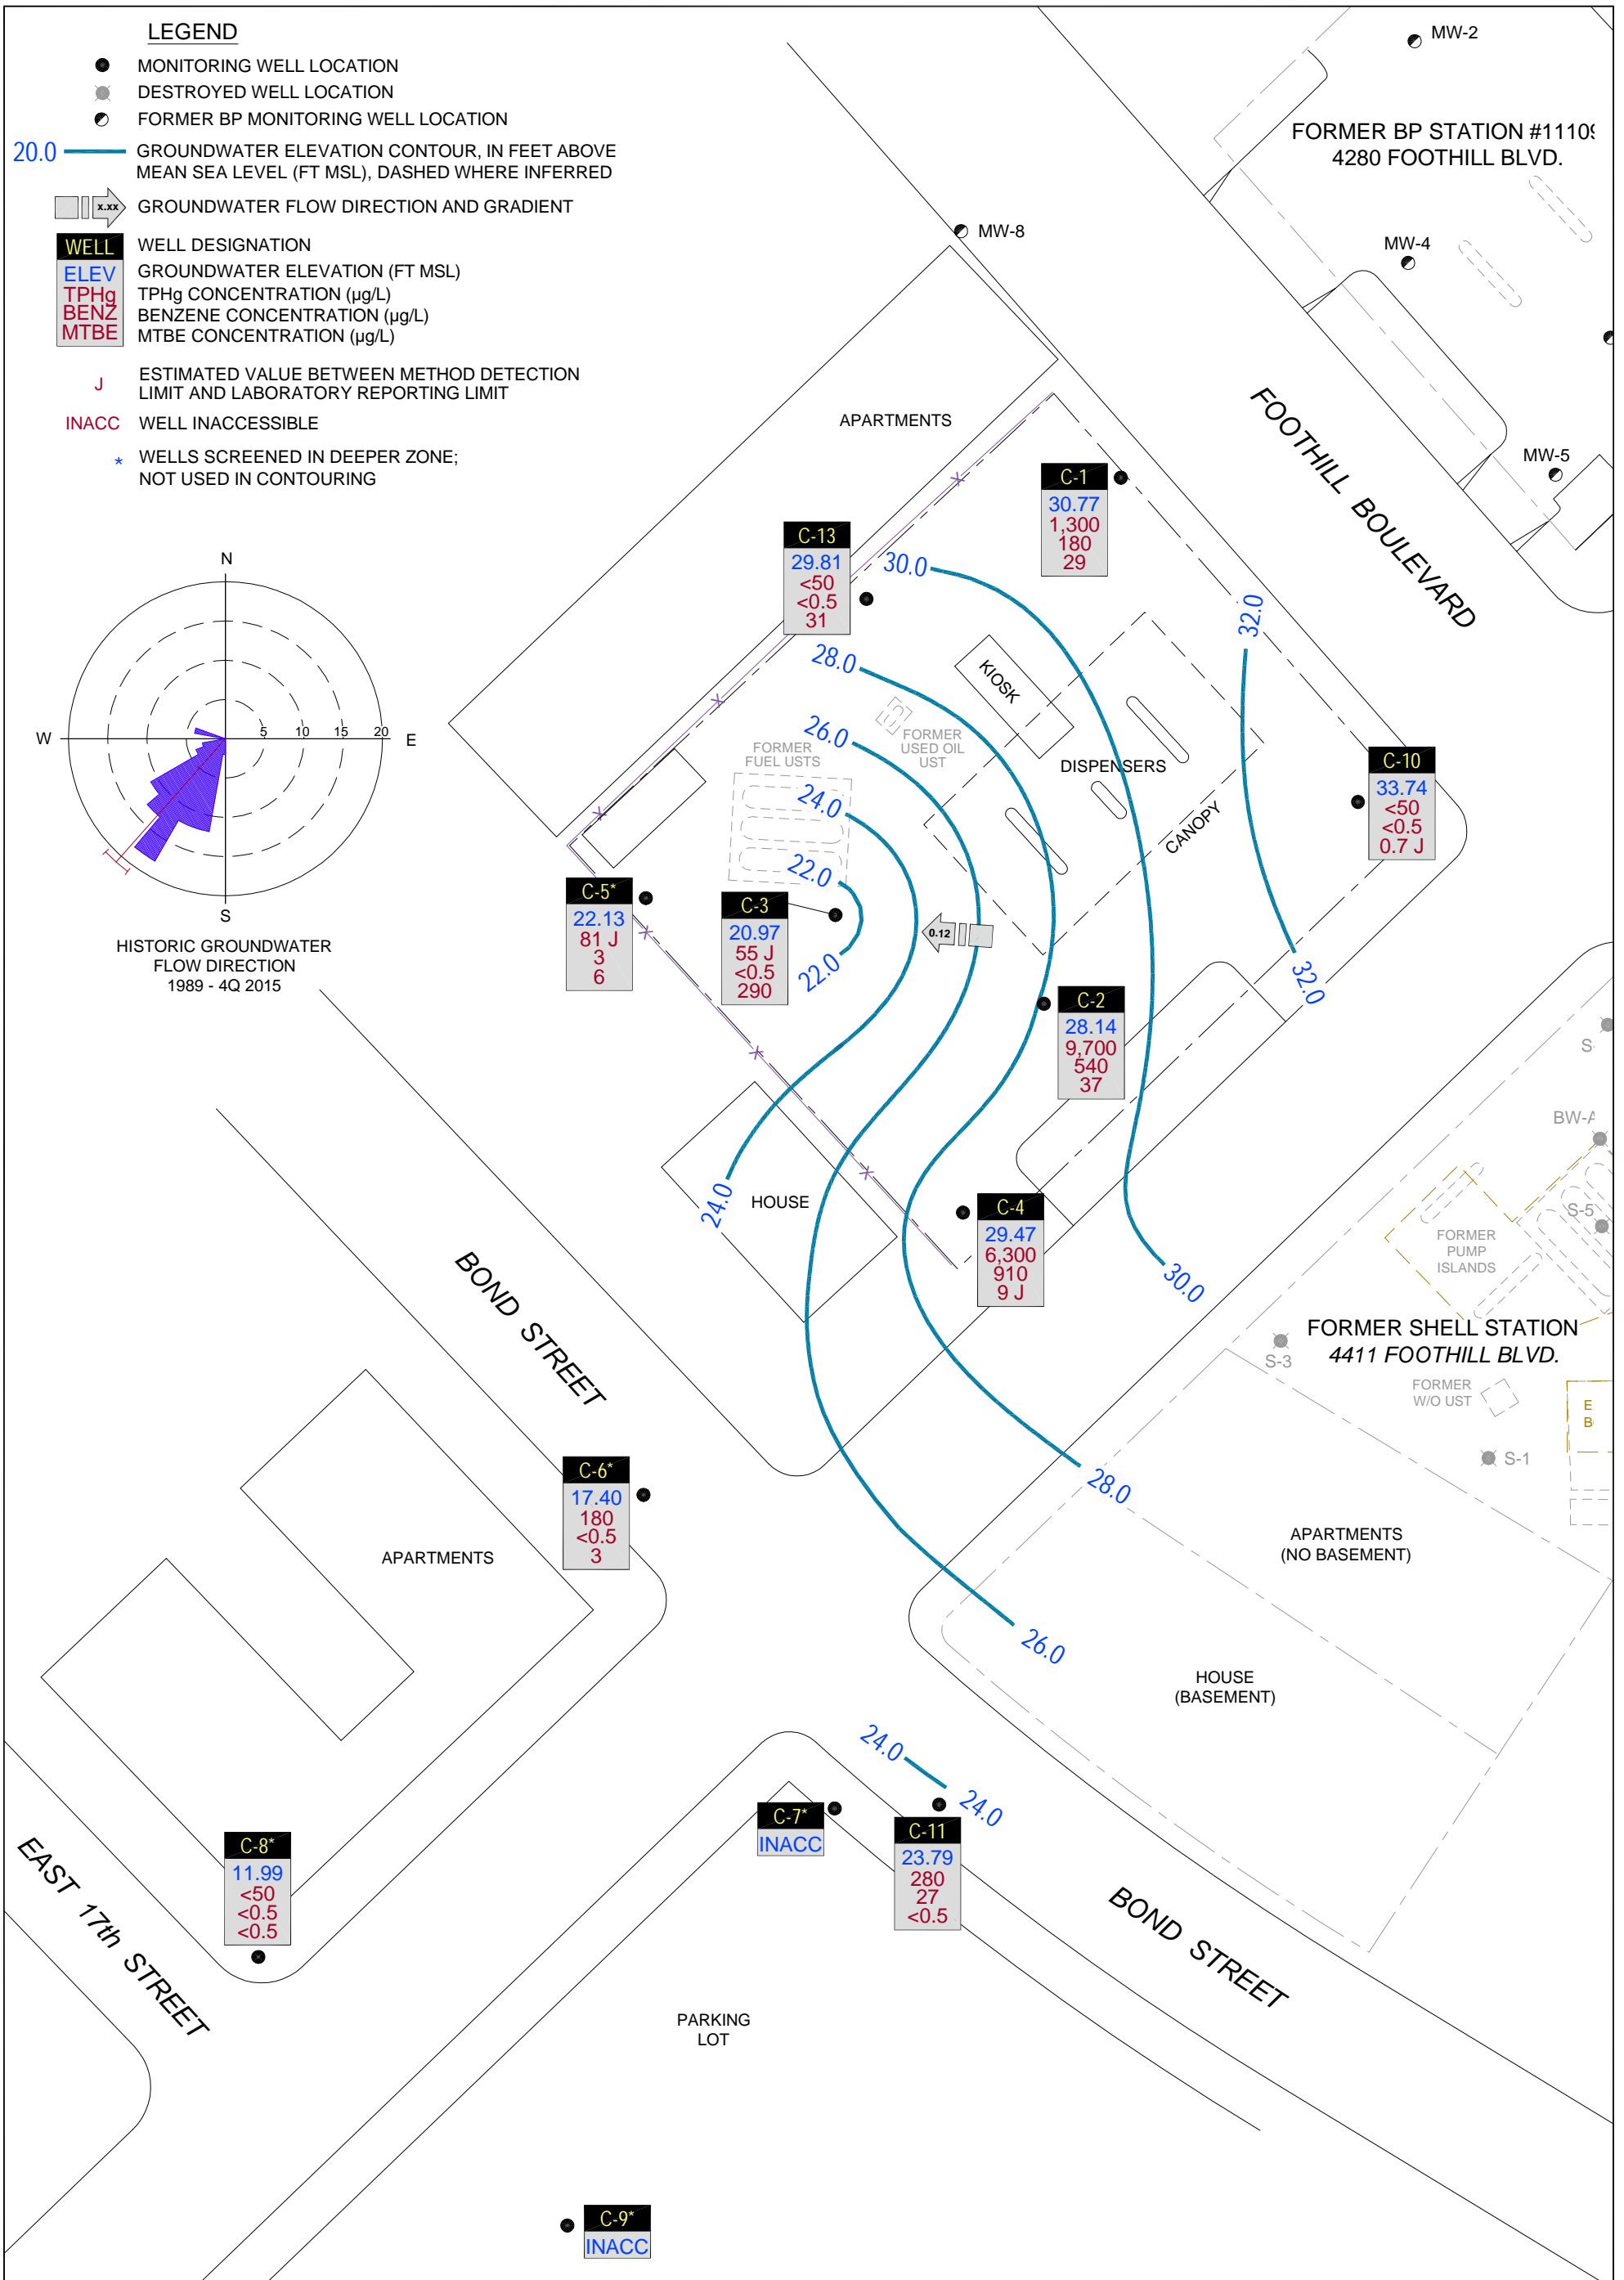 LEGEND
MONITORING WELL LOCATION
DESTROYED WELL LOCATION
FORMER BP MONITORING WELL LOCATION
20.0
GROUNDWATER ELEVATION CONTOUR, IN FEET ABOVE
MEAN SEA LEVEL (FT MSL), DASHED WHERE INFERRED
x.xx
GROUNDWATER FLOW DIRECTION AND GRADIENT
WELL
WELL DESIGNATION
ELEV
GROUNDWATER ELEVATION (FT MSL)
TPHg
TPHg CONCENTRATION (µg/L)
BENZ
BENZENE CONCENTRATION (µg/L)
MTBE
MTBE CONCENTRATION (µg/L)
J
ESTIMATED VALUE BETWEEN METHOD DETECTION
LIMIT AND LABORATORY REPORTING LIMIT
INACC
WELL INACCESSIBLE
*
WELLS SCREENED IN DEEPER ZONE;
NOT USED IN CONTOURING
N
W
E
S
5
10
15
20
HISTORIC GROUNDWATER
FLOW DIRECTION
1989 - 4Q 2015
MW-2
FORMER BP STATION #11109
4280 FOOTHILL BLVD.
MW-8
MW-4
MW-5
FOOTHILL BOULEVARD
APARTMENTS
C-1
30.77
1,300
180
29
C-13
29.81
<50
<0.5
31
30.0
32.0
28.0
KIOSK
26.0
FORMER
USED OIL
UST
FORMER
FUEL USTS
DISPENSERS
24.0
CANOPY
C-10
33.74
<50
<0.5
0.7 J
22.0
C-5*
22.13
81 J
3
6
C-3
20.97
55 J
<0.5
290
0.12
22.0
32.0
C-2
28.14
9,700
540
37
S-
BW-A
24.0
HOUSE
C-4
29.47
6,300
910
9 J
30.0
S-5
FORMER
PUMP
ISLANDS
FORMER SHELL STATION
4411 FOOTHILL BLVD.
S-3
FORMER
W/O UST
E
B
S-1
BOND STREET
28.0
C-6*
17.40
180
<0.5
3
APARTMENTS
APARTMENTS
(NO BASEMENT)
26.0
HOUSE
(BASEMENT)
24.0
24.0
C-7*
INACC
C-11
23.79
280
27
<0.5
C-8*
11.99
<50
<0.5
<0.5
EAST 17th STREET
BOND STREET
PARKING
LOT
C-9*
INACC